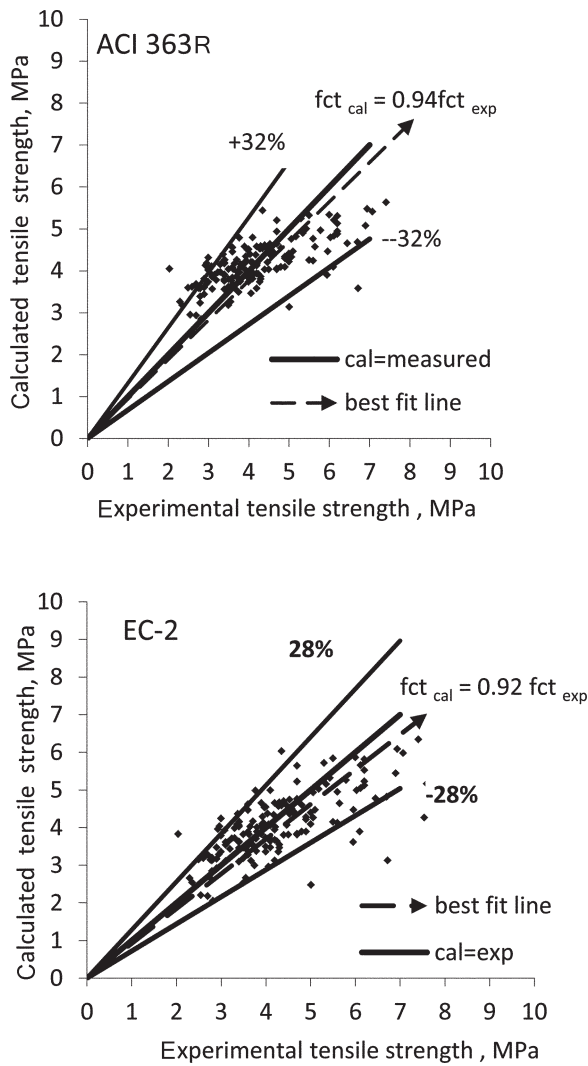 10
ACI 363R
9
8
fct cal = 0.94fct exp
7
+32%
6
5
--32%
4
3
2
cal=measured
1
best fit line
0
0 1 2 3 4 5 6 7 8 9 10
Calculated tensile strength, MPa
Experimental tensile strength , MPa
10
EC-2
9
28%
8
fct cal = 0.92 fct exp
7
6
5
-28%
4
3
2
best fit line
1
cal=exp
0
0 1 2 3 4 5 6 7 8 9 10
Calculated tensile strength, MPa
Experimental tensile strength , MPa